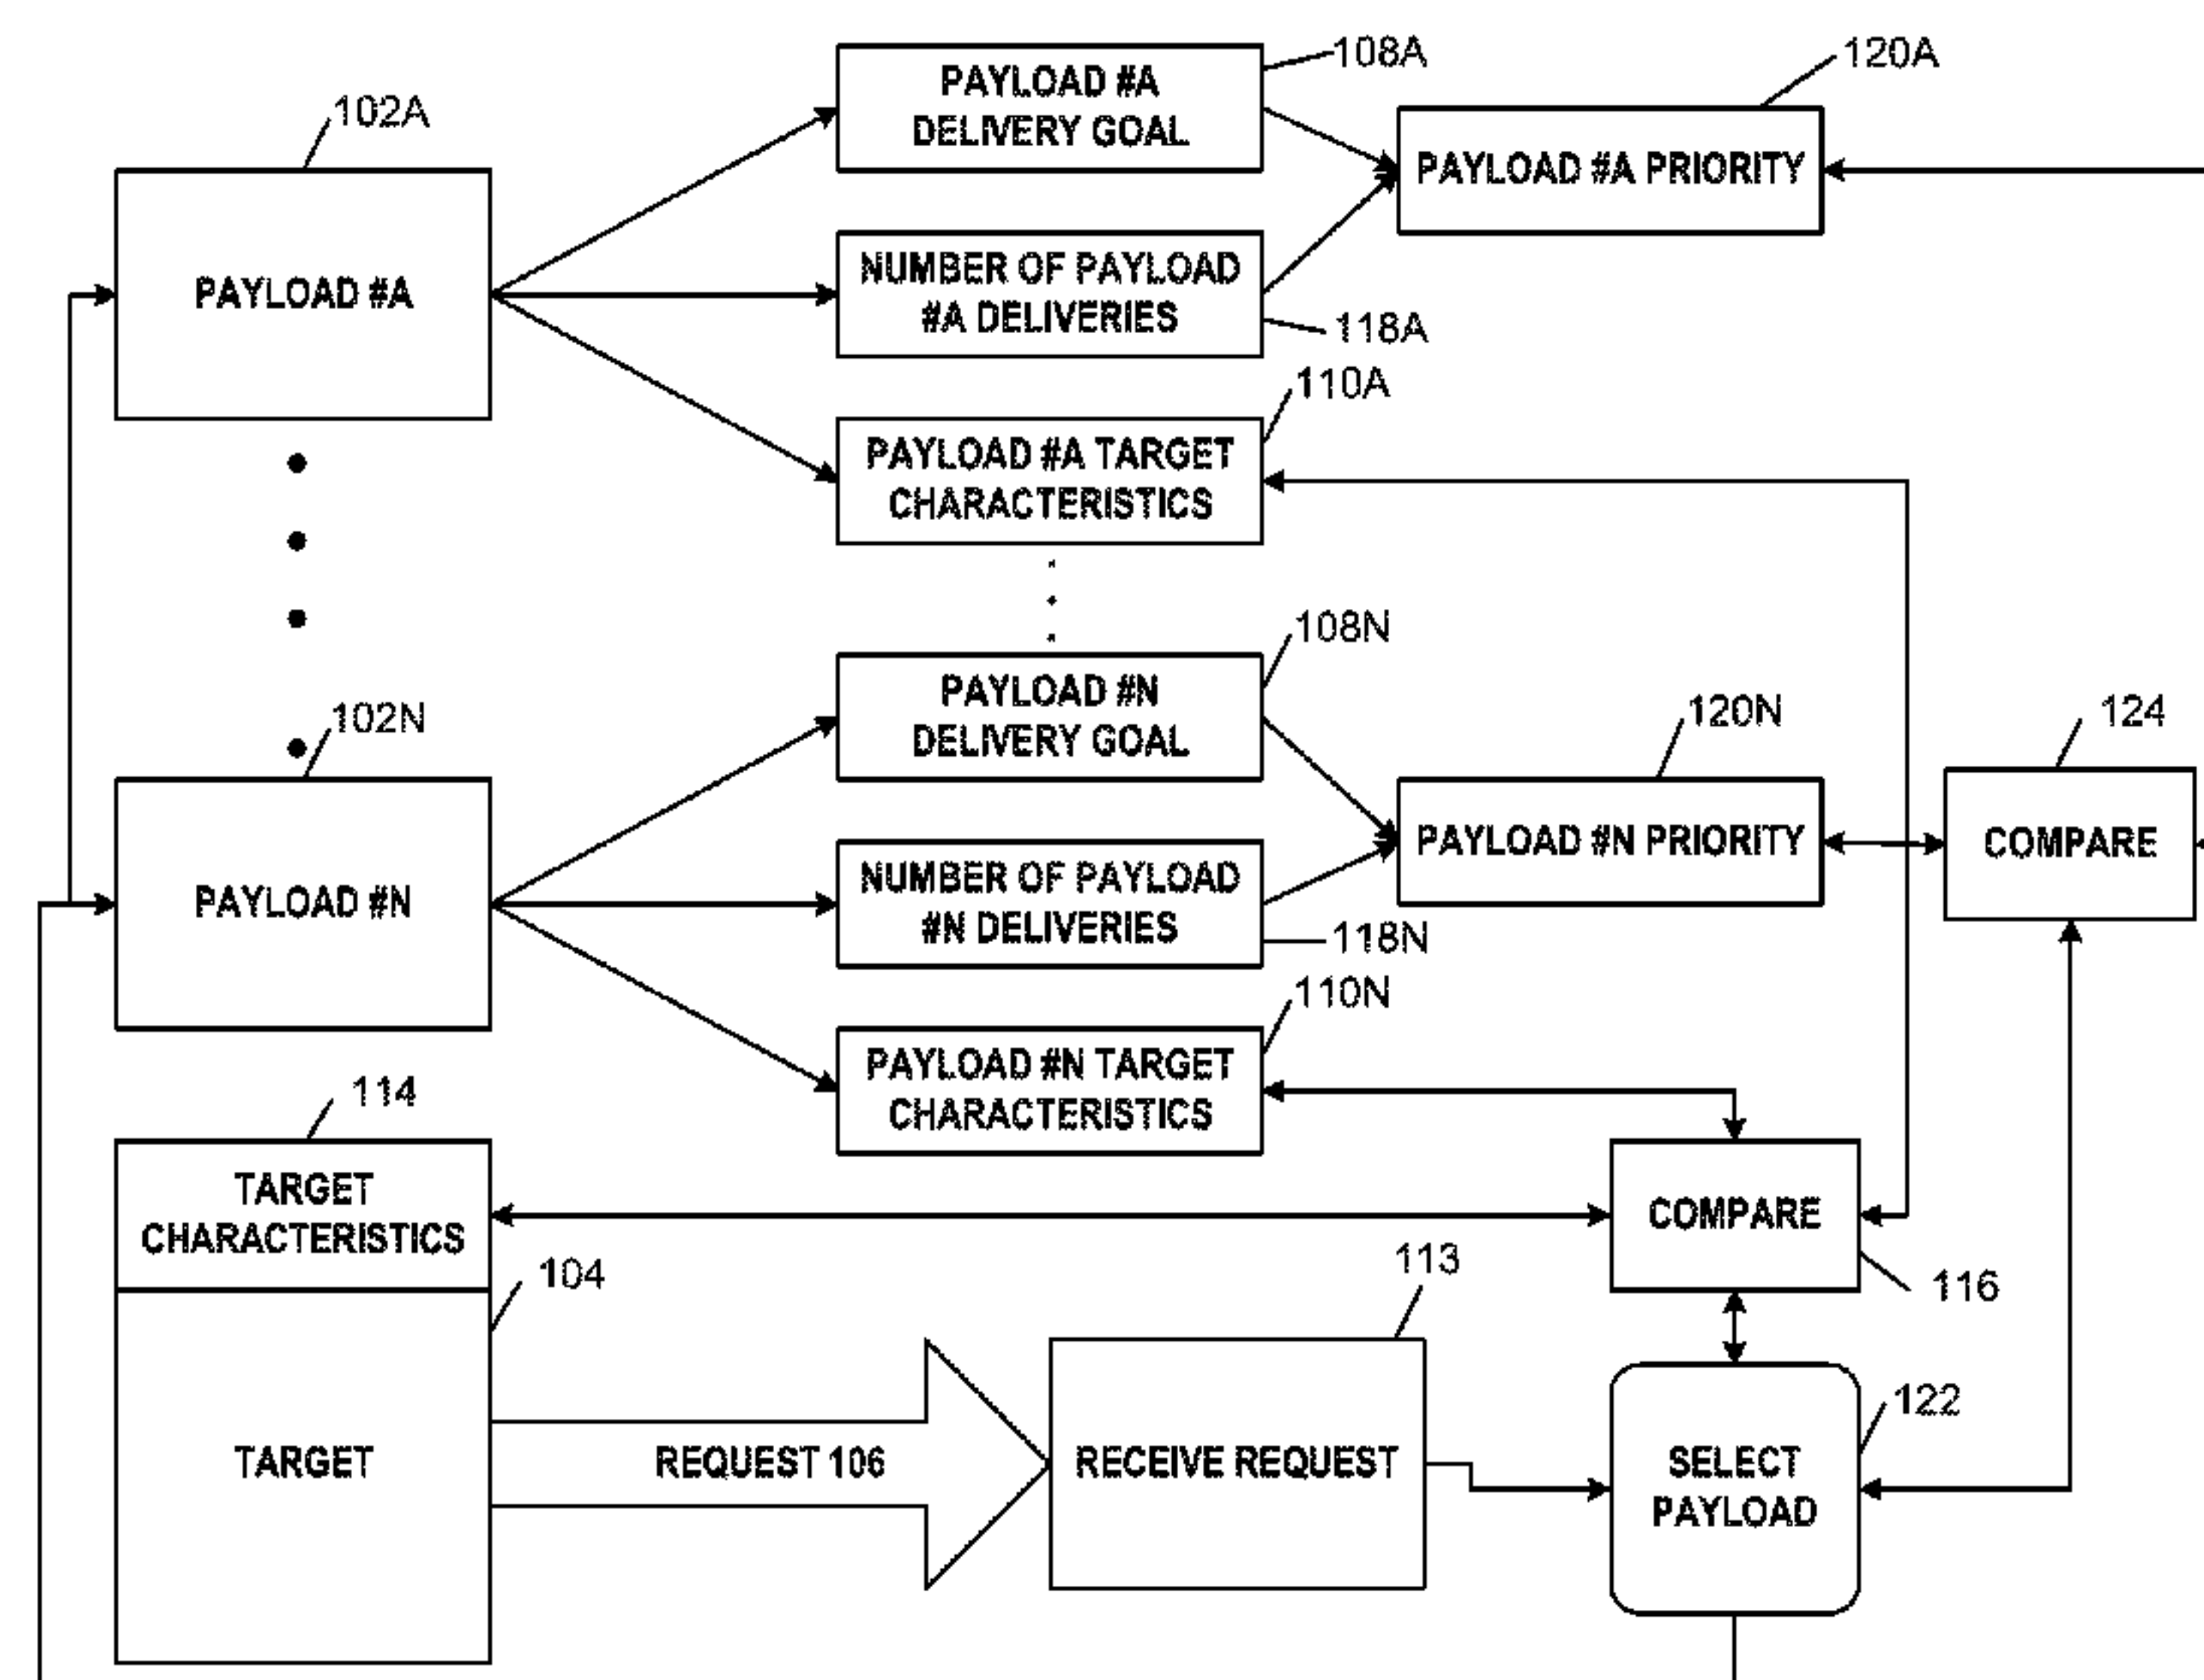 108A
120A
PAYLOAD #A
DELIVERY GOAL
102A
PAYLOAD #A PRIORITY
PAYLOAD #A
NUMBER OF PAYLOAD
#A DELIVERIES
118A
110A
PAYLOAD #A TARGET
CHARACTERISTICS
108N
102N
PAYLOAD #N
DELIVERY GOAL
120N
124
PAYLOAD #N PRIORITY
COMPARE
PAYLOAD #N
NUMBER OF PAYLOAD
#N DELIVERIES
118N
110N
PAYLOAD #N TARGET
CHARACTERISTICS
114
TARGET
CHARACTERISTICS
COMPARE
104
113
116
122
TARGET
REQUEST 106
RECEIVE REQUEST
SELECT
PAYLOAD